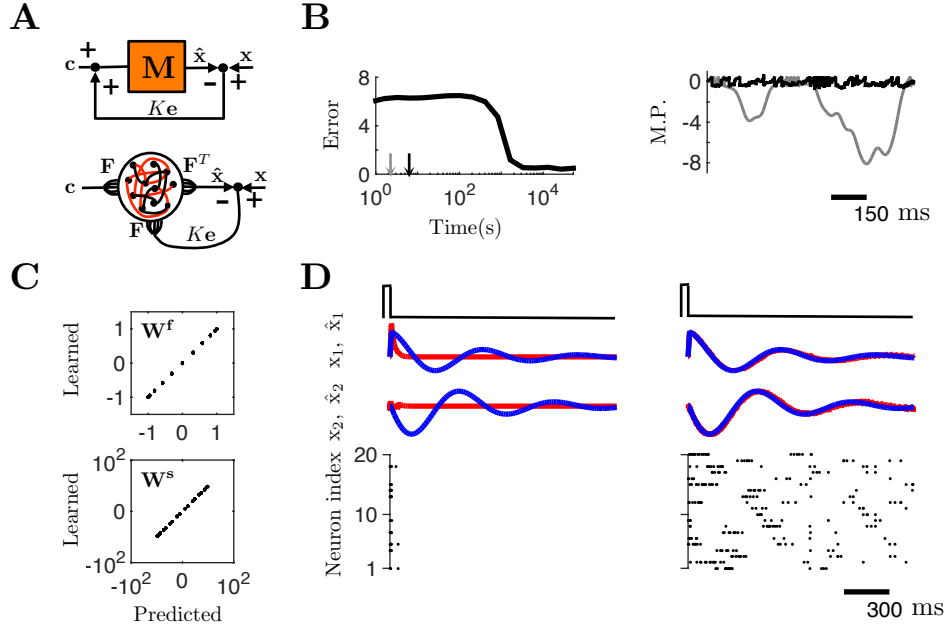 A
c + + M x̂ − x +
Ke
c F F^T x̂ − x +
F Ke
B
Error
8
4
0
10^0 10^2 10^4
Time(s)
M.P.
0
-4
-8
150 ms
C
Learned
W^f
1
0
-1
-1 0 1
Learned
W^s
10^2
0
-10^2
-10^2 0 10^2
Predicted
D
x_1, x̂_1
x_2, x̂_2
Neuron index
20
10
1
300 ms